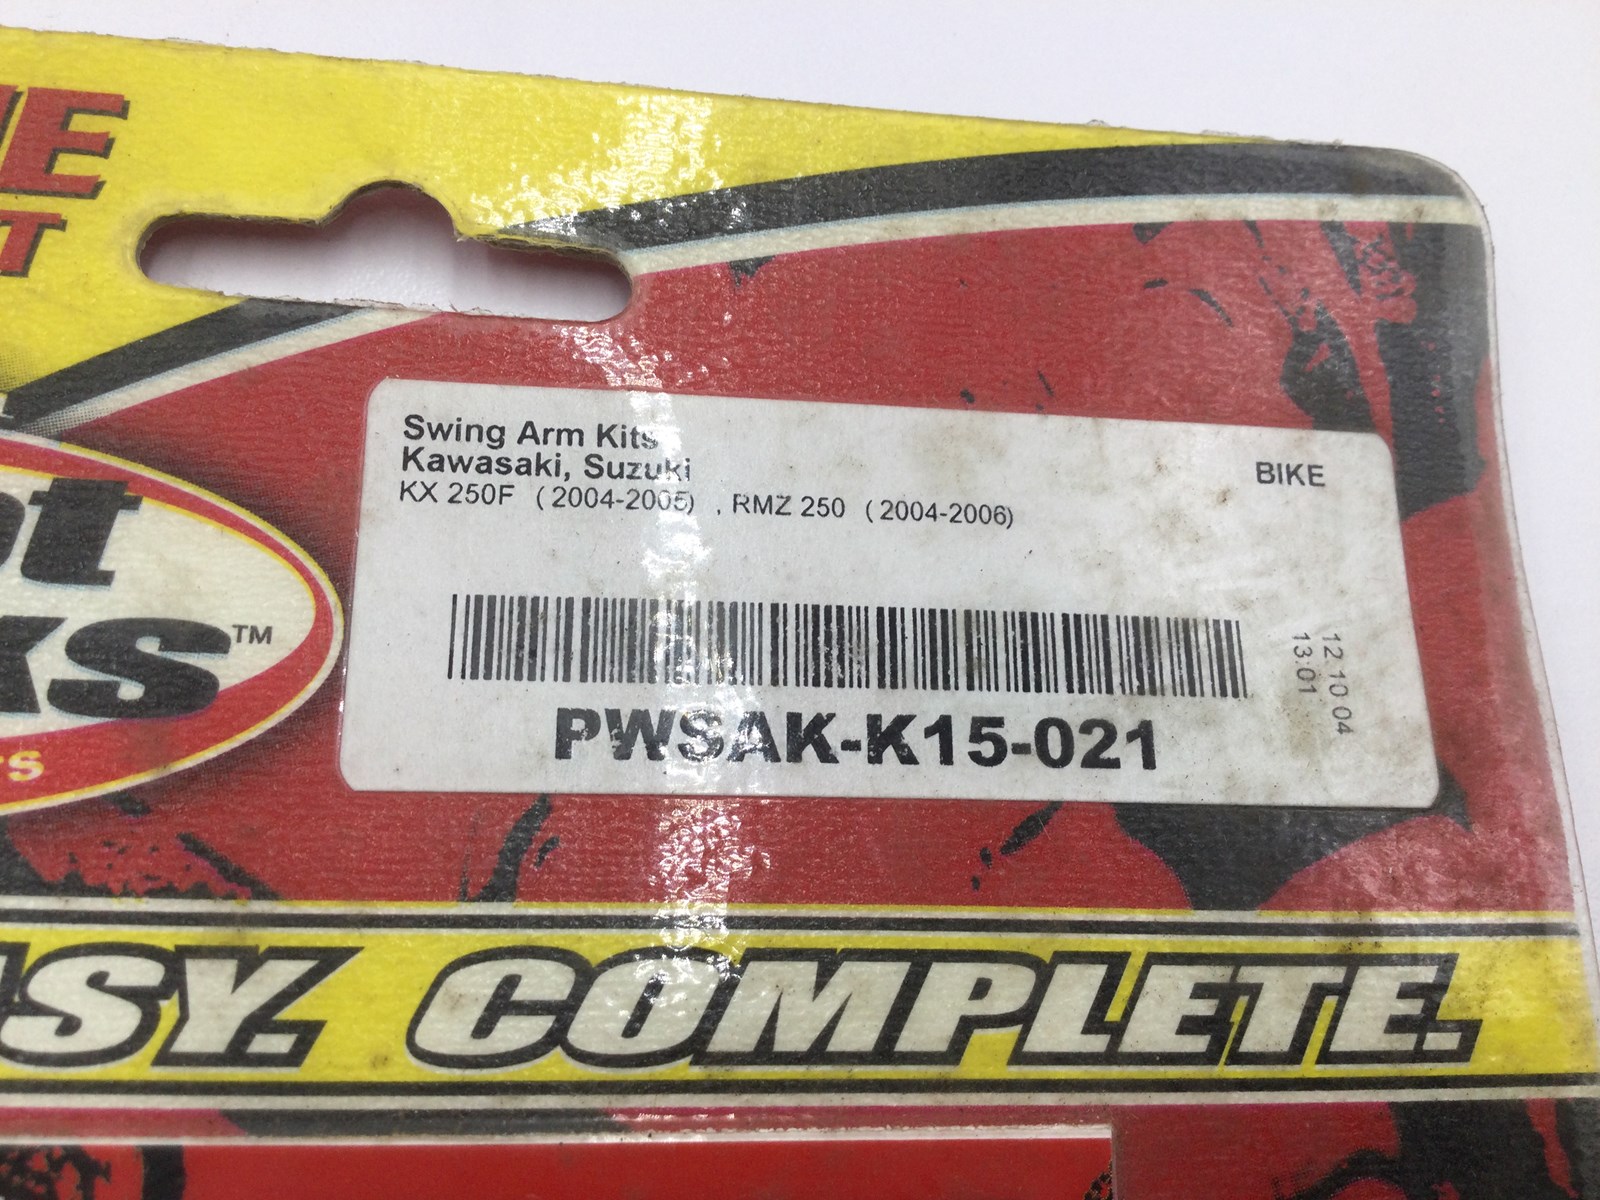 Swing Arm Kits
Kawasaki, Suzuki
KX 250F (2004-2005) , RMZ 250 (2004-2006)
BIKE
12.10 04
13:01
PWSAK-K15-021
TM
COMPLETE.